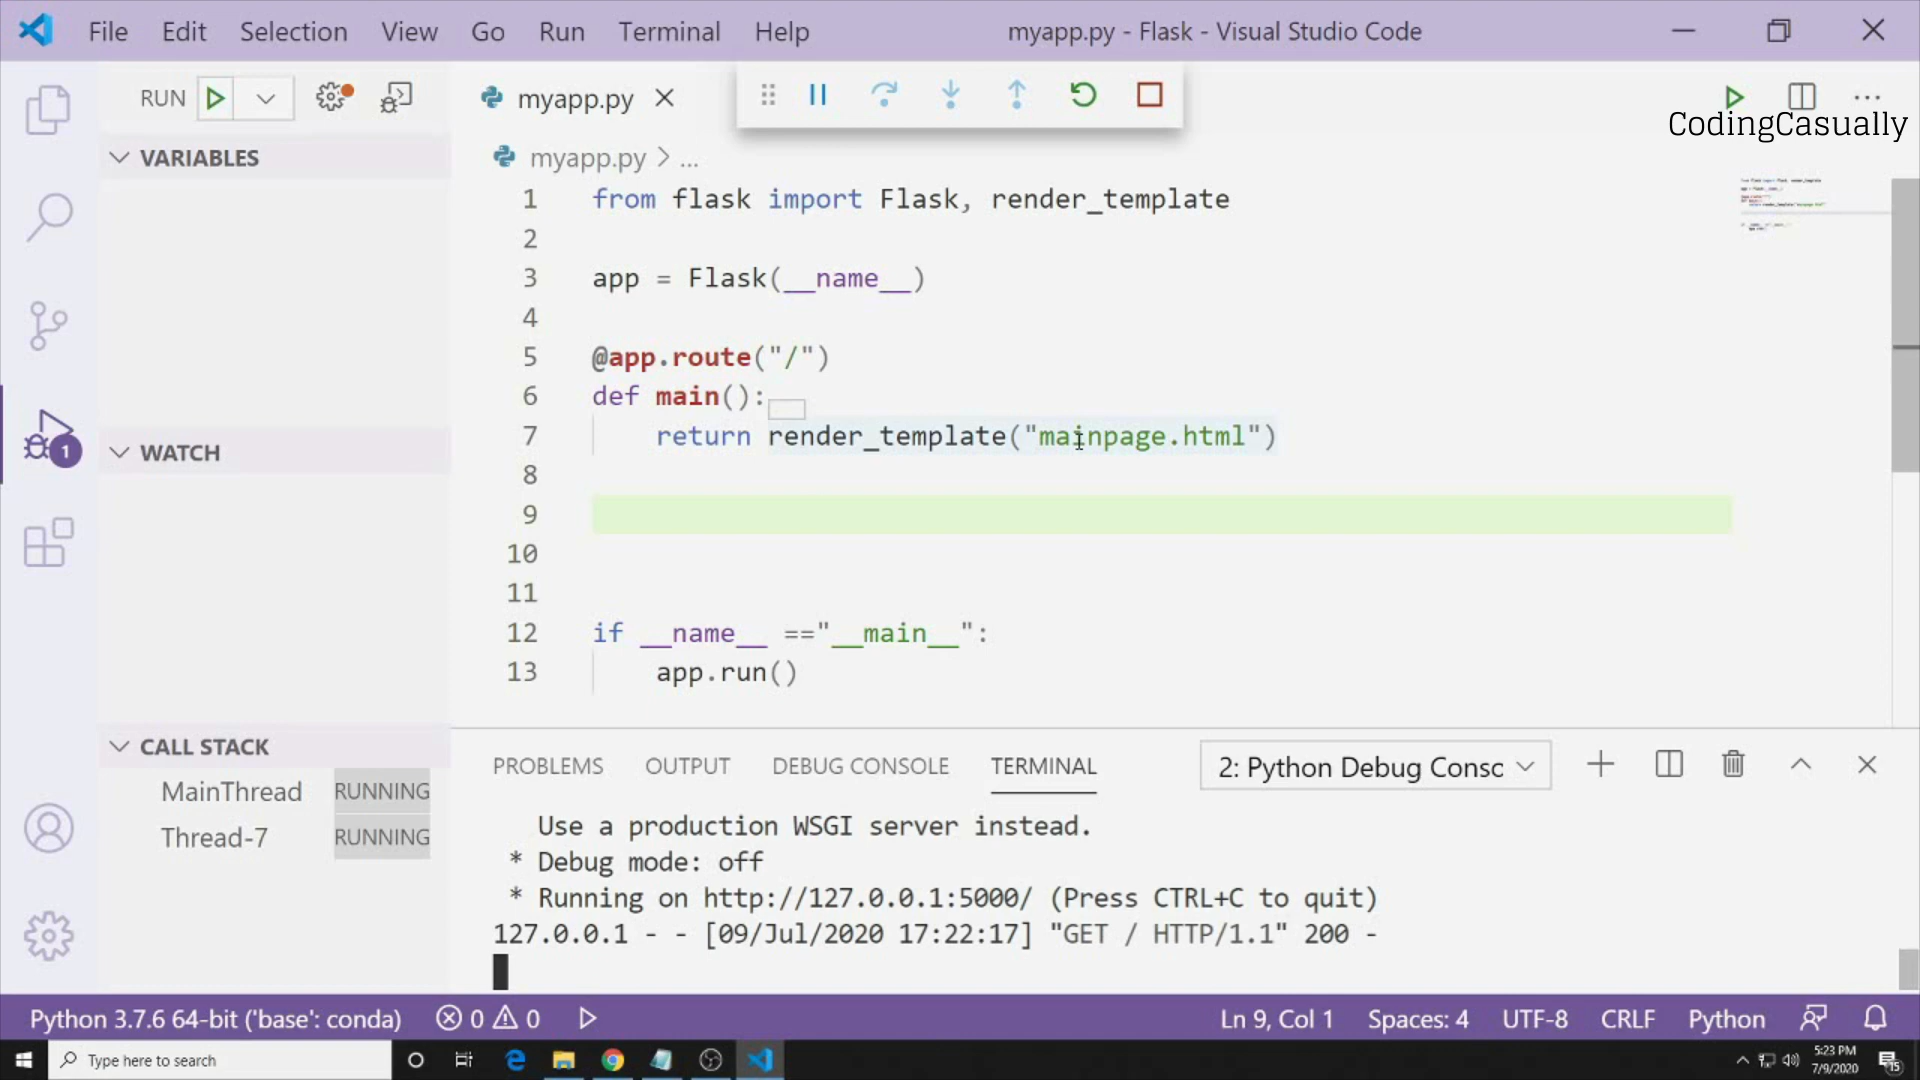 File Edit Selection View Go Run Terminal Help myapp.py - Flask - Visual Studio Code
RUN
myapp.py
CodingCasually
VARIABLES
myapp.py > ...
1 from flask import Flask, render_template
2
3 app = Flask(__name__)
4
5 @app.route("/")
6 def main():
7 return render_template("mainpage.html")
8
9
10
11
12 if __name__ =="__main__":
13 app.run()
1
WATCH
CALL STACK
MainThread RUNNING
Thread-7 RUNNING
PROBLEMS OUTPUT DEBUG CONSOLE TERMINAL 2: Python Debug Consc
Use a production WSGI server instead.
* Debug mode: off
* Running on http://127.0.0.1:5000/ (Press CTRL+C to quit)
127.0.0.1 - - [09/Jul/2020 17:22:17] "GET / HTTP/1.1" 200 -
Python 3.7.6 64-bit ('base': conda) 0 0 Ln 9, Col 1 Spaces: 4 UTF-8 CRLF Python
Type here to search
5:23 PM
7/9/2020
15